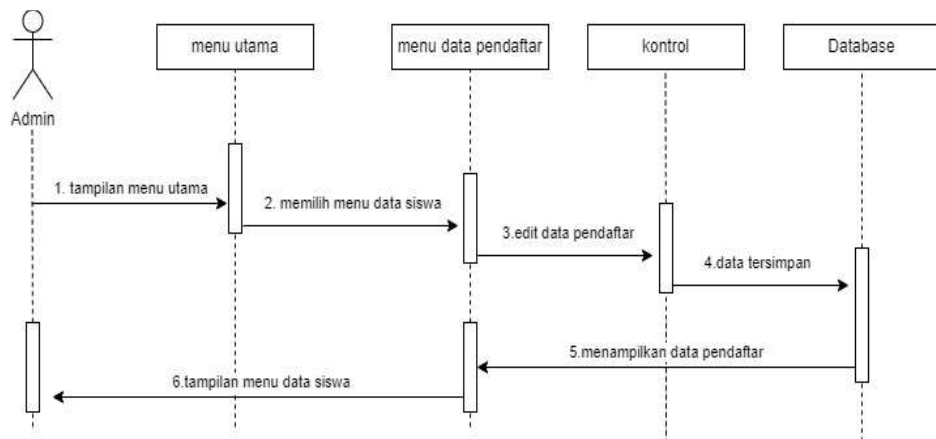 menu utama
menu data pendaftar
kontrol
Database
Admin
1. tampilan menu utama
2. memilih menu data siswa
3.edit data pendaftar
4.data tersimpan
5.menampilkan data pendaftar
6.tampilan menu data siswa